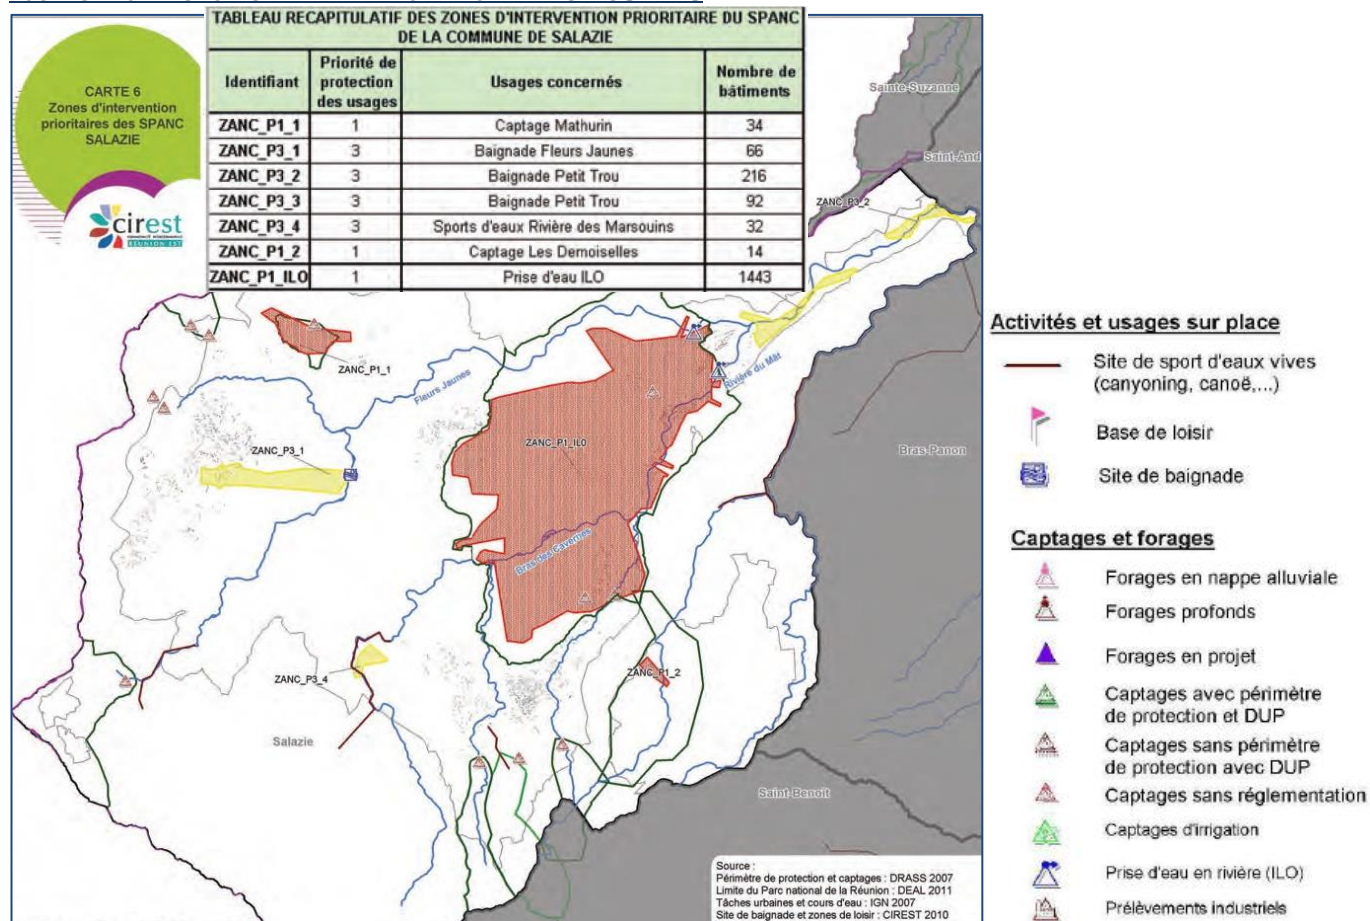 CARTE 6
Zones d'intervention
prioritaires des SPANC
SALAZIE
cirest
RÉUNION EST
TABLEAU RECAPITULATIF DES ZONES D'INTERVENTION PRIORITAIRE DU SPANC
DE LA COMMUNE DE SALAZIE
Identifiant Priorité de protection des usages Usages concernés Nombre de bâtiments
ZANC_P1_1 1 Captage Mathurin 34
ZANC_P3_1 3 Baignade Fleurs Jaunes 66
ZANC_P3_2 3 Baignade Petit Trou 216
ZANC_P3_3 3 Baignade Petit Trou 92
ZANC_P3_4 3 Sports d'eaux Rivière des Marsouins 32
ZANC_P1_2 1 Captage Les Demoiselles 14
ZANC_P1_ILO 1 Prise d'eau ILO 1443
Sainte-Suzanne
Saint-And
ZANC_P3_2
ZANC_P1_1
Fleurs Jaunes
Rivière du Mât
ZANC_P1_ILO
ZANC_P3_1
Bras-Panon
Bras des Cavernes
ZANC_P3_4
ZANC_P1_2
Salazie
Saint-Benoit
Source :
Périmètre de protection et captages : DRASS 2007
Limite du Parc national de la Réunion : DEAL 2011
Tâches urbaines et cours d'eau : IGN 2007
Site de baignade et zones de loisir : CIREST 2010
Activités et usages sur place
Site de sport d'eaux vives
(canyoning, canoë,...)
Base de loisir
Site de baignade
Captages et forages
Forages en nappe alluviale
Forages profonds
Forages en projet
Captages avec périmètre
de protection et DUP
Captages sans périmètre
de protection avec DUP
Captages sans réglementation
Captages d'irrigation
Prise d'eau en rivière (ILO)
Prélèvements industriels